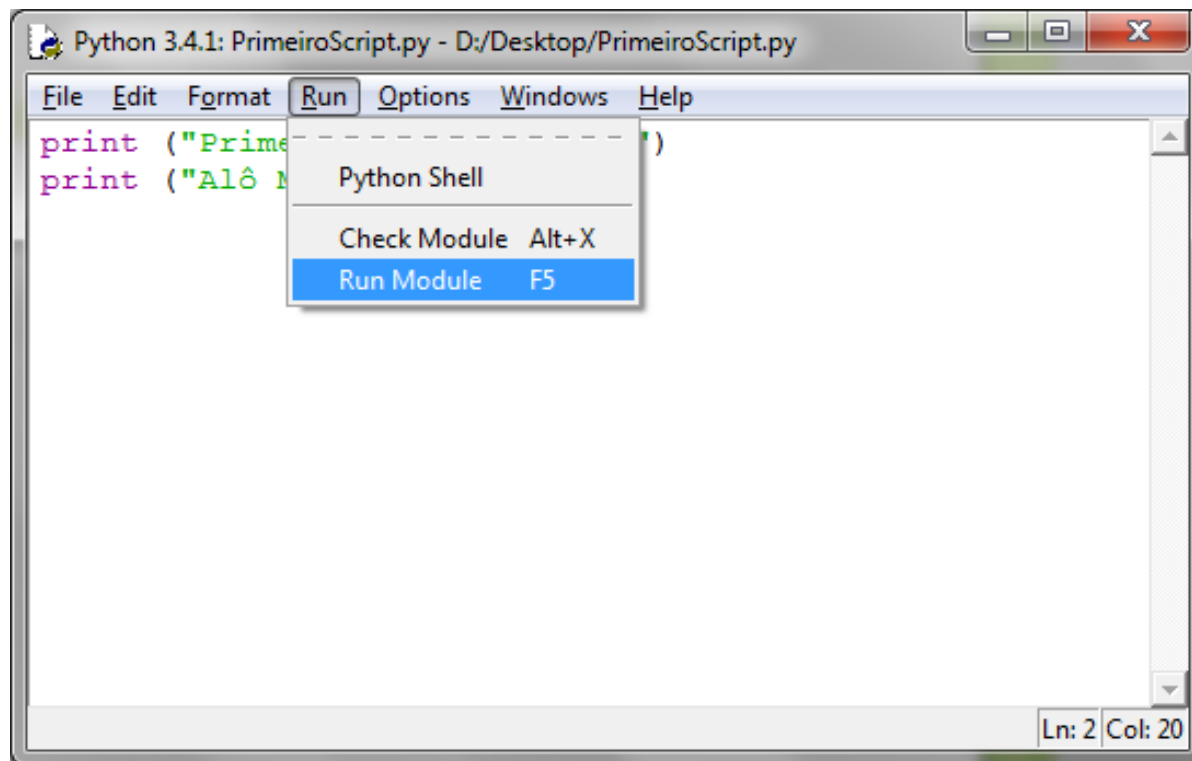 Python 3.4.1: PrimeiroScript.py - D:/Desktop/PrimeiroScript.py
File Edit Format Run Options Windows Help
print ("Prime ")
print ("Alô
Python Shell
Check Module Alt+X
Run Module F5
Ln: 2 Col: 20